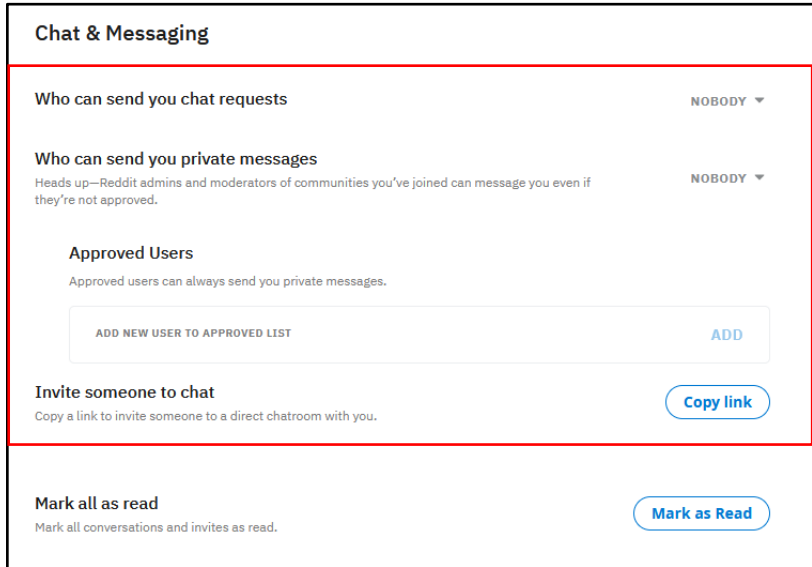 Chat & Messaging
Who can send you chat requests
NOBODY
Who can send you private messages
Heads up—Reddit admins and moderators of communities you've joined can message you even if
they're not approved.
NOBODY
Approved Users
Approved users can always send you private messages.
ADD NEW USER TO APPROVED LIST
ADD
Invite someone to chat
Copy a link to invite someone to a direct chatroom with you.
Copy link
Mark all as read
Mark all conversations and invites as read.
Mark as Read